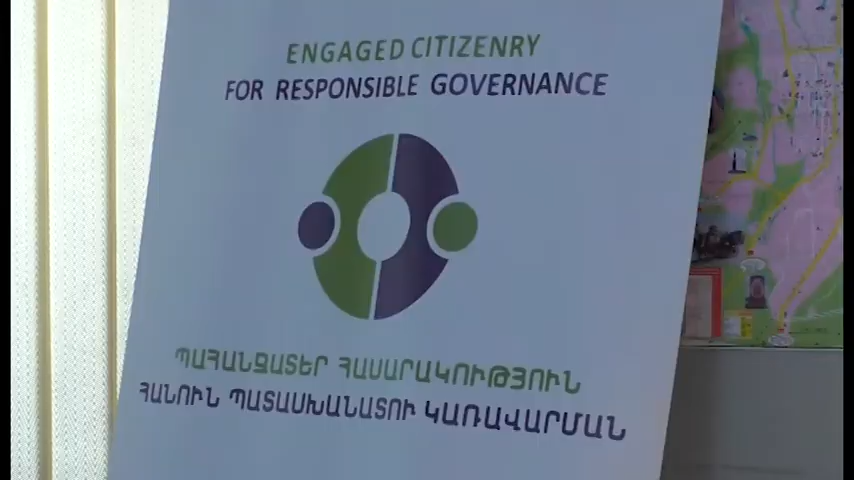 ENGAGED CITIZENRY
FOR RESPONSIBLE GOVERNANCE
ՊԱՀԱՆՋԱՏԵՐ ՀԱՍԱՐԱԿՈՒԹՅՈՒՆ
ՀԱՆՈՒՆ ՊԱՏԱՍԽԱՆԱՏՈՒ ԿԱՌԱՎԱՐՄԱՆ